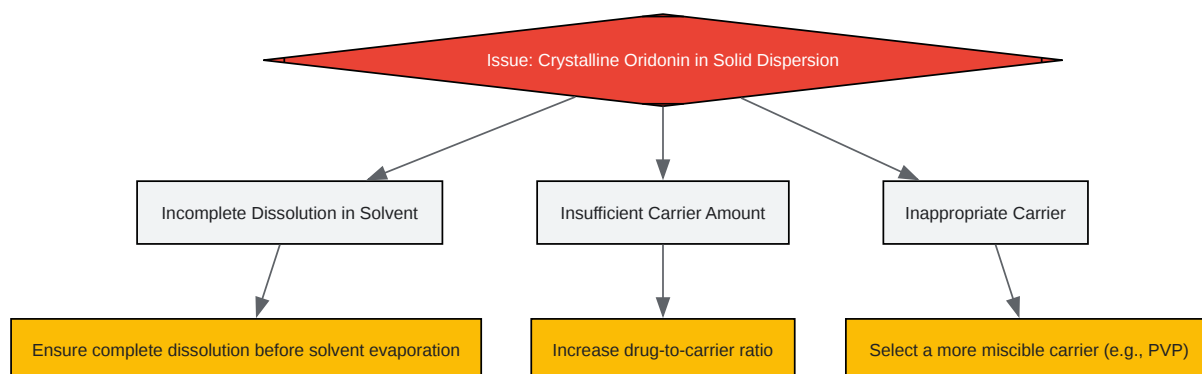 Issue: Crystalline Oridonin in Solid Dispersion
Incomplete Dissolution in Solvent
Insufficient Carrier Amount
Inappropriate Carrier
Ensure complete dissolution before solvent evaporation
Increase drug-to-carrier ratio
Select a more miscible carrier (e.g., PVP)